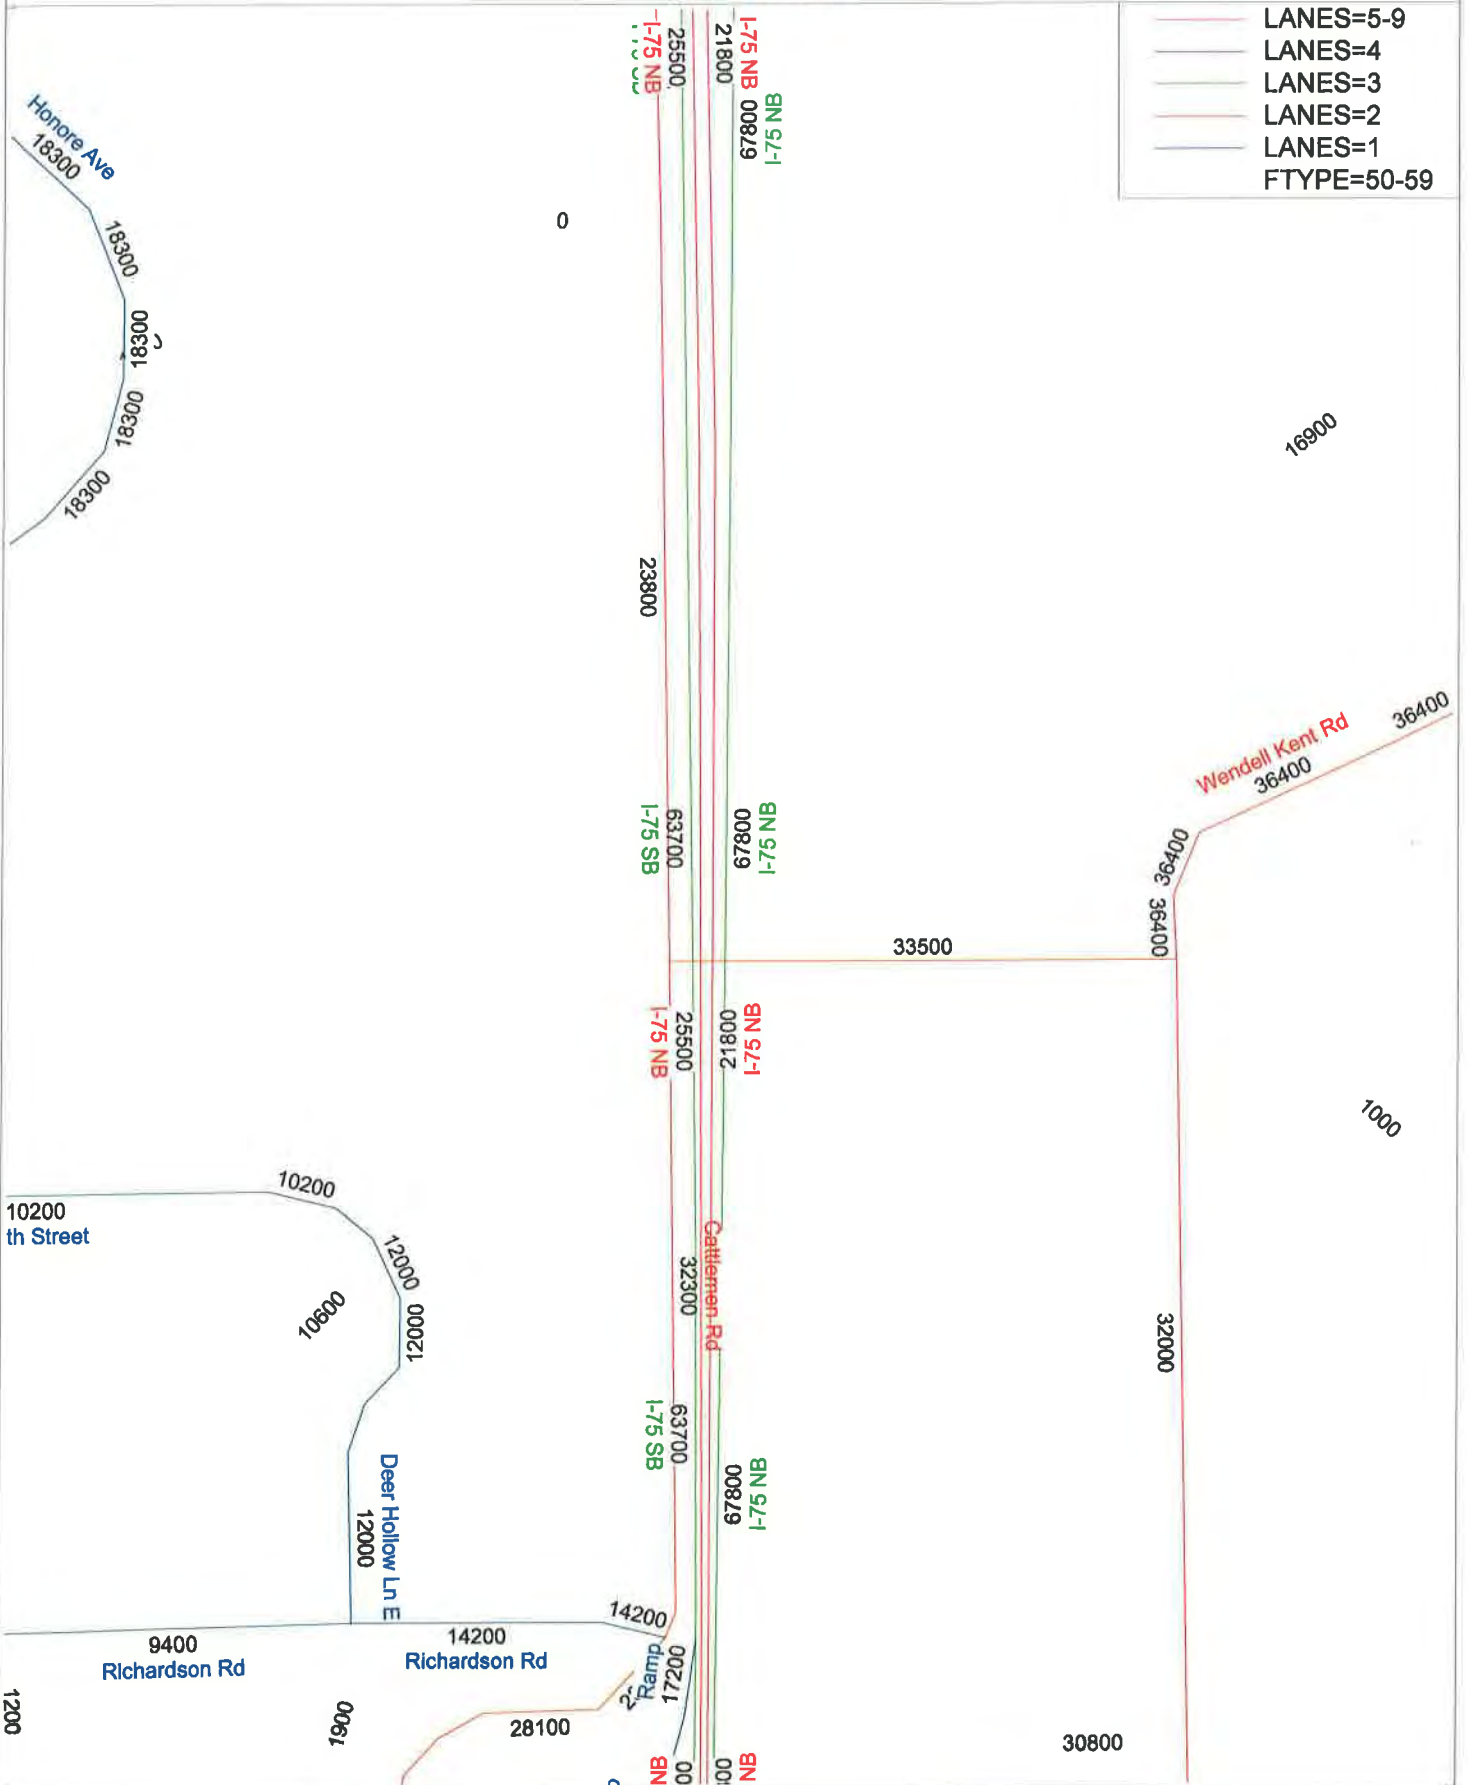 LANES=5-9
LANES=4
LANES=3
LANES=2
LANES=1
FTYPE=50-59
I-75 NB
25500
21800
I-75 NB
67800
I-75 NB
Honore Ave
18300
18300
18300
18300
18300
0
16900
23800
Wendell Kent Rd
36400
36400
36400
36400
I-75 SB
63700
67800
I-75 NB
33500
I-75 NB
25500
21800
I-75 NB
1000
10200
th Street
10200
12000
12000
10600
Cattlemen Rd
32300
32000
I-75 SB
63700
67800
I-75 NB
Deer Hollow Ln E
12000
14200
9400
Richardson Rd
14200
Richardson Rd
Ramp
17200
1200
1900
28100
30800
NB
00
NB